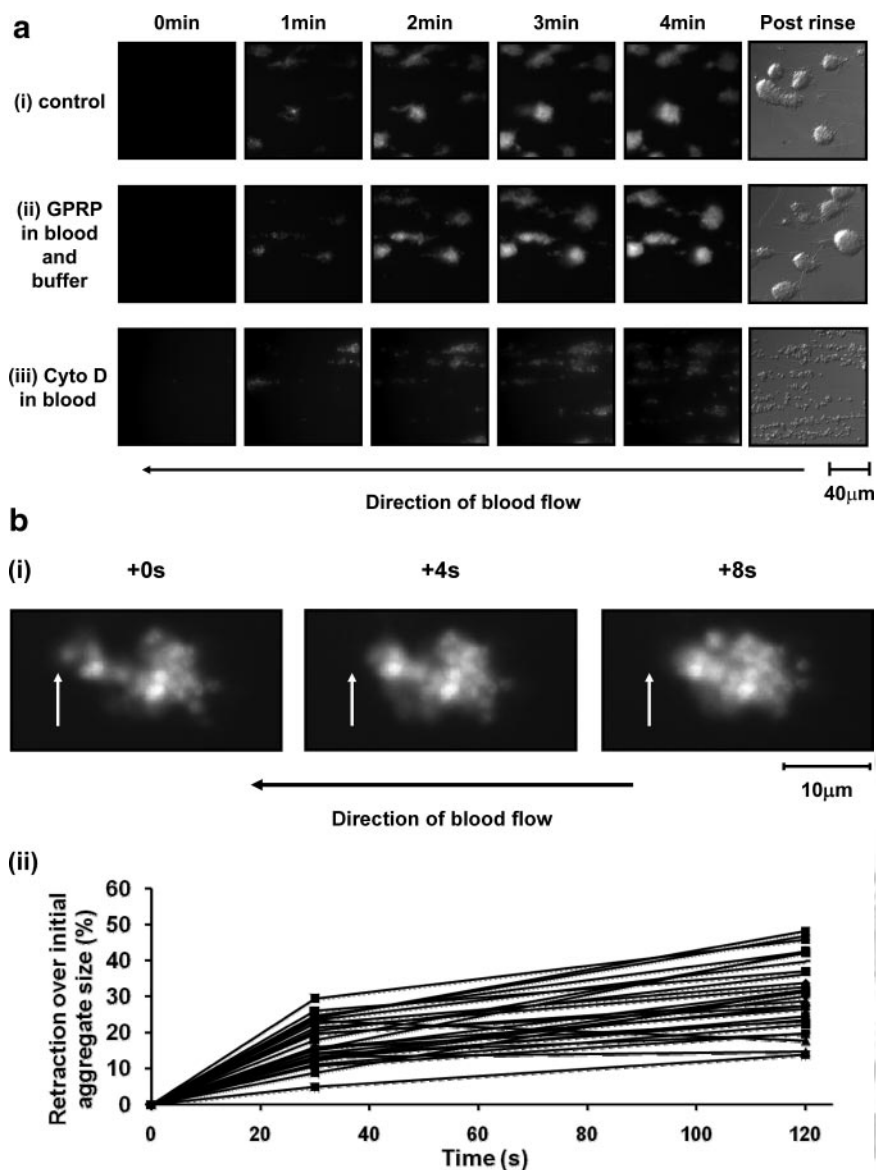 a
0min 1min 2min 3min 4min Post rinse
(i) control
(ii) GPRP
in blood
and
buffer
(iii) Cyto D
in blood
Direction of blood flow
40μm
b
(i)
+0s +4s +8s
10μm
Direction of blood flow
(ii)
Retraction over initial
aggregate size (%)
60
50
40
30
20
10
0
0 20 40 60 80 100 120
Time (s)